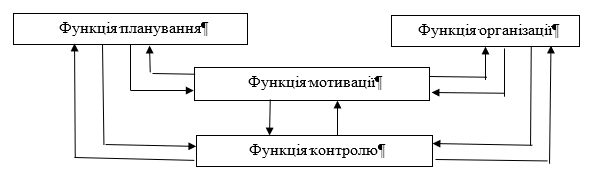 Функція планування¶
Функція організації¶
Функція мотивації¶
Функція контролю¶